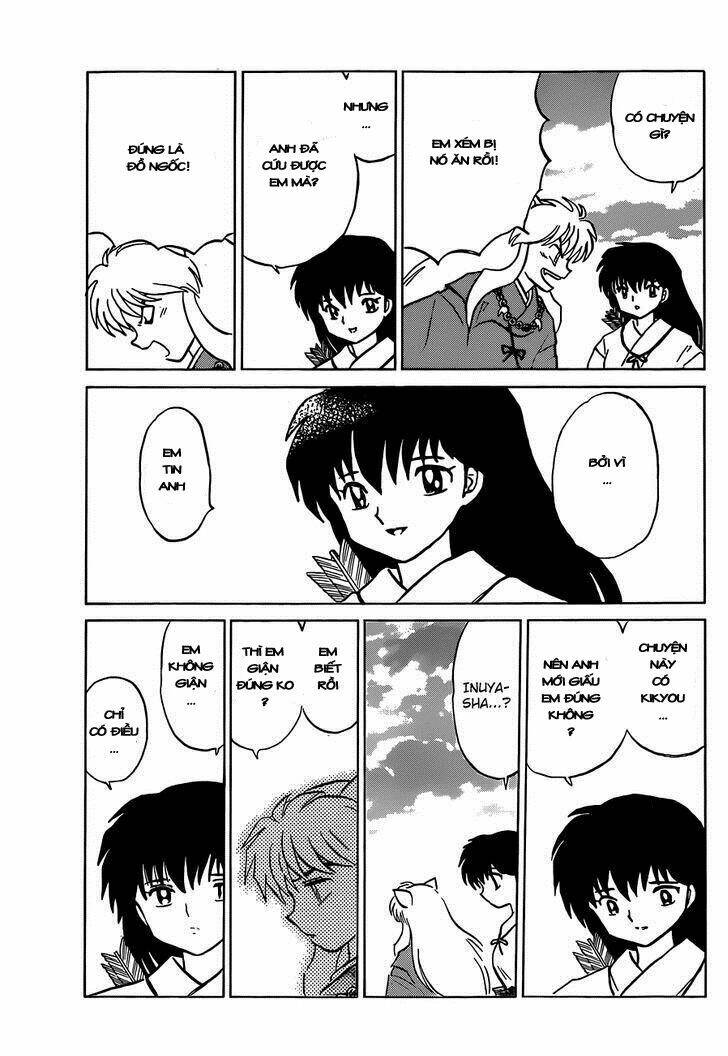 CÓ CHUYỆN
GÌ?
EM XÉM BỊ
NÓ ĂN RỒI!
NHƯNG
...
ANH ĐÃ
CỨU ĐƯỢC
EM MÀ?
ĐÚNG LÀ
ĐỒ NGỐC!
BỞI VÌ
...
EM
TIN
ANH
CHUYỆN
NÀY
CÓ
KIKYOU
...
NÊN ANH
MỚI GIẤU
EM ĐÚNG
KHÔNG?
INUYA-
SHA...?
EM
BIẾT
RỒI
THÌ EM
GIẬN
ĐÚNG KO
?
EM
KHÔNG
GIẬN
...
CHỈ
CÓ ĐIỀU
...